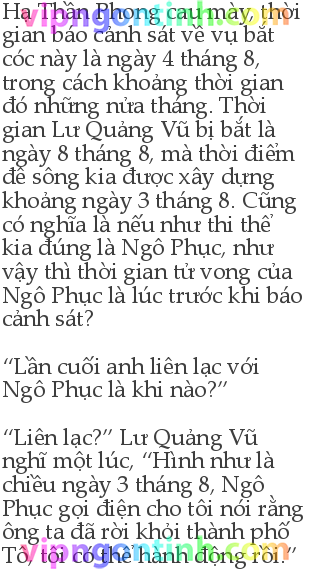 Hạ Thần Phong cau mày, thời
gian báo cảnh sát về vụ bắt
cóc này là ngày 4 tháng 8,
trong cách khoảng thời gian
đó những nửa tháng. Thời
gian Lư Quảng Vũ bị bắt là
ngày 8 tháng 8, mà thời điểm
đê sông kia được xây dựng
khoảng ngày 3 tháng 8. Cũng
có nghĩa là nếu như thi thể
kia đúng là Ngô Phục, như
vậy thì thời gian tử vong của
Ngô Phục là lúc trước khi báo
cảnh sát?
“Lần cuối anh liên lạc với
Ngô Phục là khi nào?”
“Liên lạc?” Lư Quảng Vũ
nghĩ một lúc, “Hình như là
chiều ngày 3 tháng 8, Ngô
Phục gọi điện cho tôi nói rằng
ông ta đã rời khỏi thành phố
Tô, tôi có thể hành động rồi.”
vipngontinh.com
vipngontinh.com